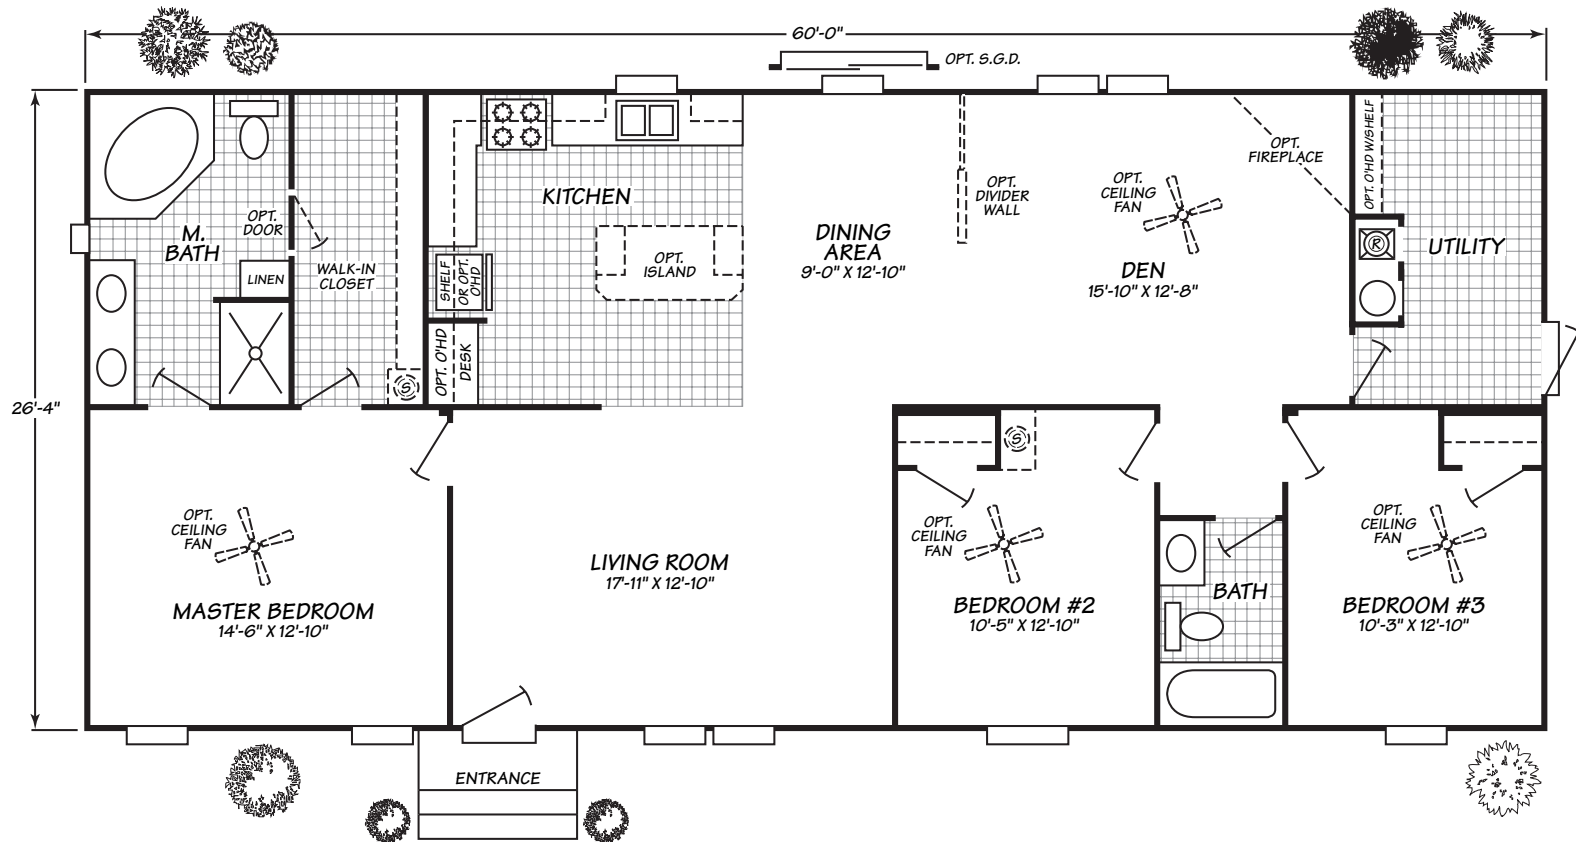 60'-0"
OPT. S.G.D.
OPT.
DOOR
M.
BATH
LINEN
WALK-IN
CLOSET
KITCHEN
SHELF
OR OPT.
O'HD
OPT. O'HD
DESK
OPT.
ISLAND
DINING
AREA
9'-0" X 12'-10"
OPT.
DIVIDER
WALL
OPT.
CEILING
FAN
DEN
15'-10" X 12'-8"
OPT.
FIREPLACE
OPT. O'HD W/SHELF
R
UTILITY
26'-4"
S
S
OPT.
CEILING
FAN
MASTER BEDROOM
14'-6" X 12'-10"
LIVING ROOM
17'-11" X 12'-10"
OPT.
CEILING
FAN
BEDROOM #2
10'-5" X 12'-10"
BATH
OPT.
CEILING
FAN
BEDROOM #3
10'-3" X 12'-10"
ENTRANCE